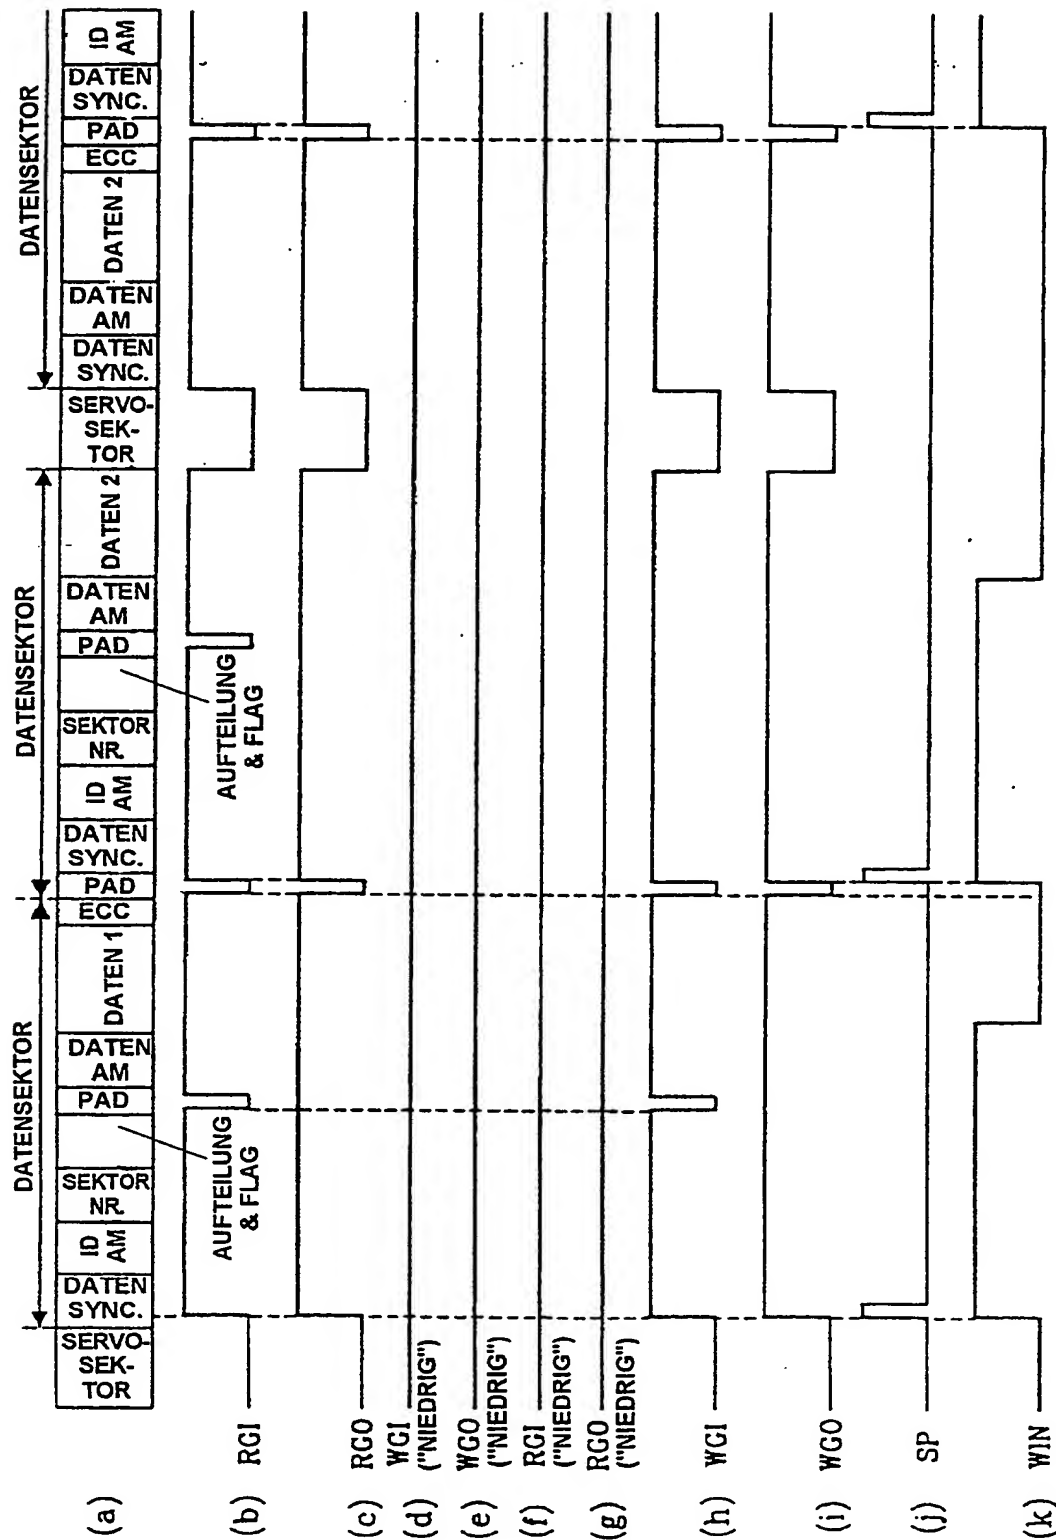 DATENSEKTOR
DATENSEKTOR
DATENSEKTOR
(a)
SERVO-
SEK-
TOR
DATEN
SYNC.
ID
AM
SEKTOR
NR.
PAD
DATEN
AM
DATEN 1
ECC
PAD
DATEN
SYNC.
ID
AM
SEKTOR
NR.
PAD
DATEN
AM
DATEN 2
SERVO-
SEK-
TOR
DATEN
SYNC.
DATEN
AM
DATEN 2
ECC
PAD
DATEN
SYNC.
ID
AM
(b) RGI
AUFTEILUNG
& FLAG
AUFTEILUNG
& FLAG
(c) RGO
(d) WGI
("NIEDRIG")
(e) WGO
("NIEDRIG")
(f) RGI
("NIEDRIG")
(g) RGO
("NIEDRIG")
(h) WGI
(i) WGO
(j) SP
(k) WIN